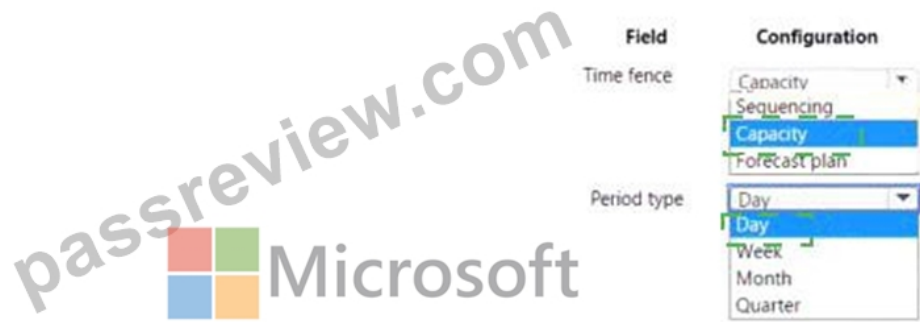 Field Configuration
Time fence Capacity
Sequencing
Capacity
Forecast plan
Period type Day
Day
Week
Month
Quarter
passreview.com
Microsoft